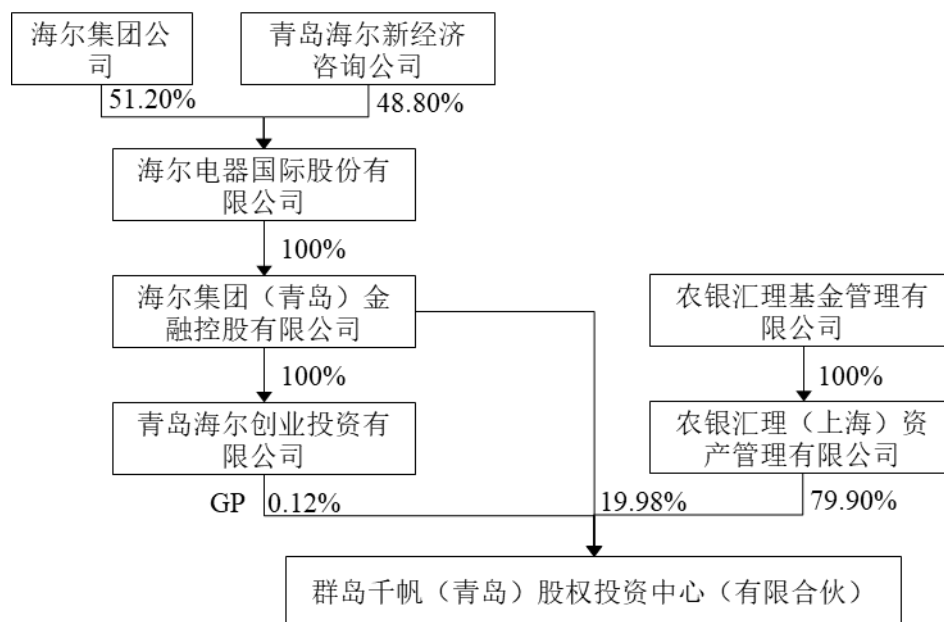 海尔集团公
司
青岛海尔新经济
咨询公司
51.20%
48.80%
海尔电器国际股份有
限公司
100%
海尔集团（青岛）金
融控股有限公司
农银汇理基金管理有
限公司
100%
100%
青岛海尔创业投资有
限公司
农银汇理（上海）资
产管理有限公司
GP
0.12%
19.98%
79.90%
群岛千帆（青岛）股权投资中心（有限合伙）